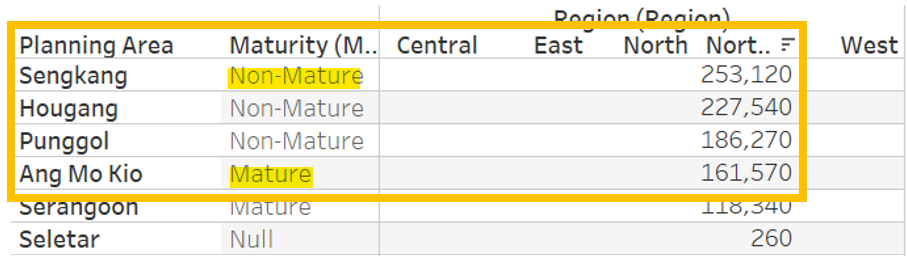 Region (Region)
Planning Area Maturity (M.. Central East North Nort.. West
Sengkang Non-Mature 253,120
Hougang Non-Mature 227,540
Punggol Non-Mature 186,270
Ang Mo Kio Mature 161,570
Serangoon Mature 118,340
Seletar Null 260